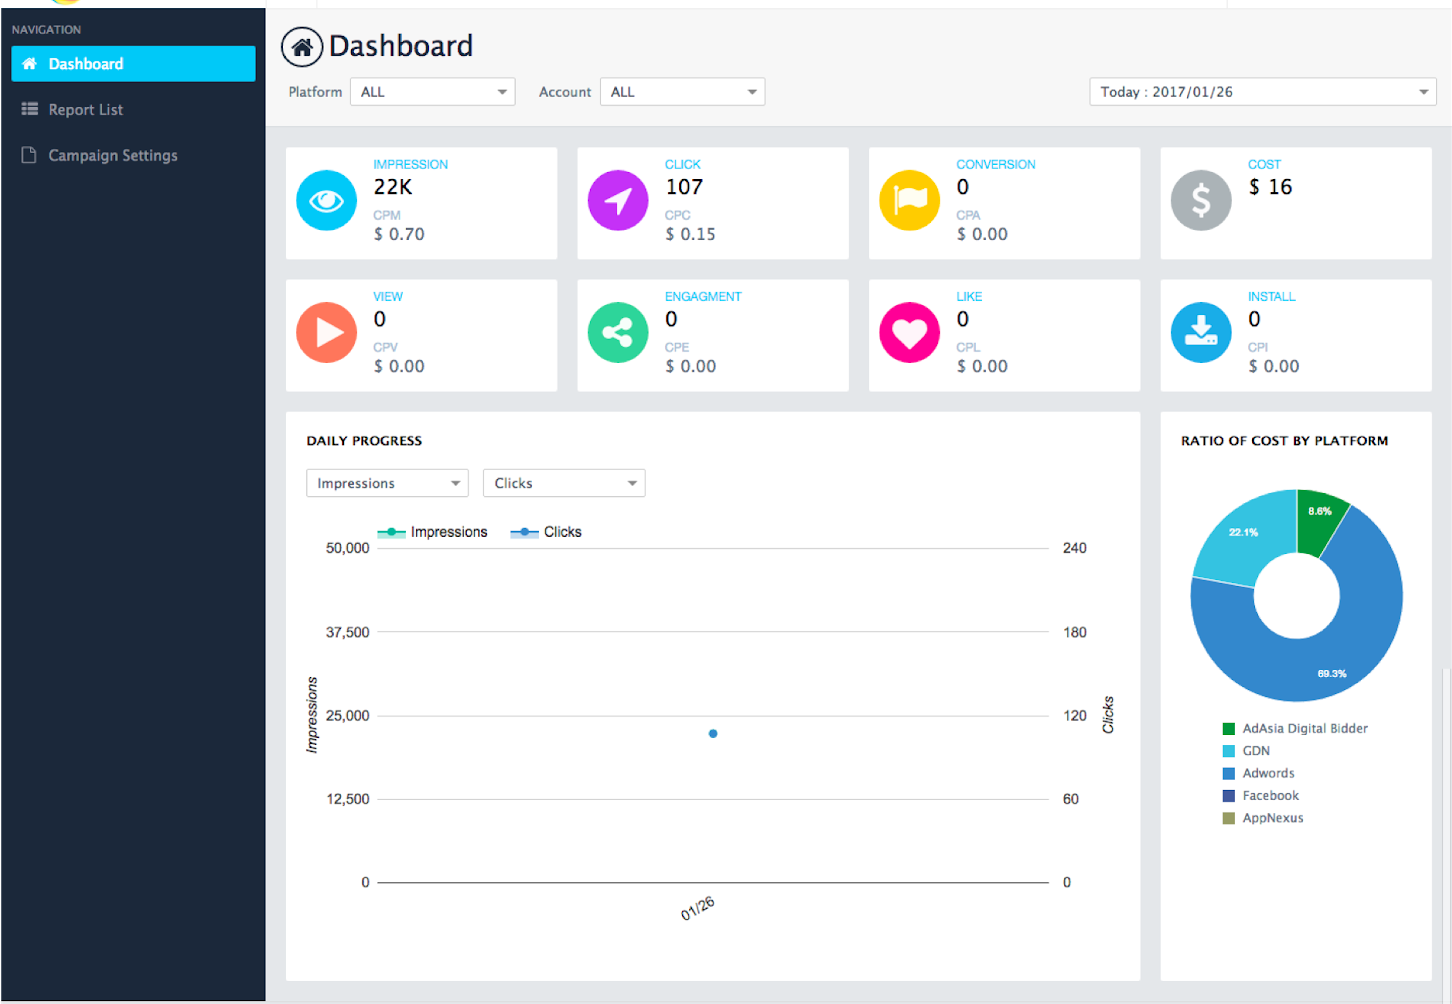 NAVIGATION
Dashboard
Report List
Campaign Settings
Dashboard
Platform ALL Account ALL Today : 2017/01/26
IMPRESSION
22K
CPM
$ 0.70
CLICK
107
CPC
$ 0.15
CONVERSION
0
CPA
$ 0.00
COST
$ 16
VIEW
0
CPV
$ 0.00
ENGAGMENT
0
CPE
$ 0.00
LIKE
0
CPL
$ 0.00
INSTALL
0
CPI
$ 0.00
DAILY PROGRESS
Impressions Clicks
Impressions Clicks
50,000 240
37,500 180
25,000 120
12,500 60
0 0
Impressions
Clicks
01/26
RATIO OF COST BY PLATFORM
8.6%
22.1%
69.3%
AdAsia Digital Bidder
GDN
Adwords
Facebook
AppNexus